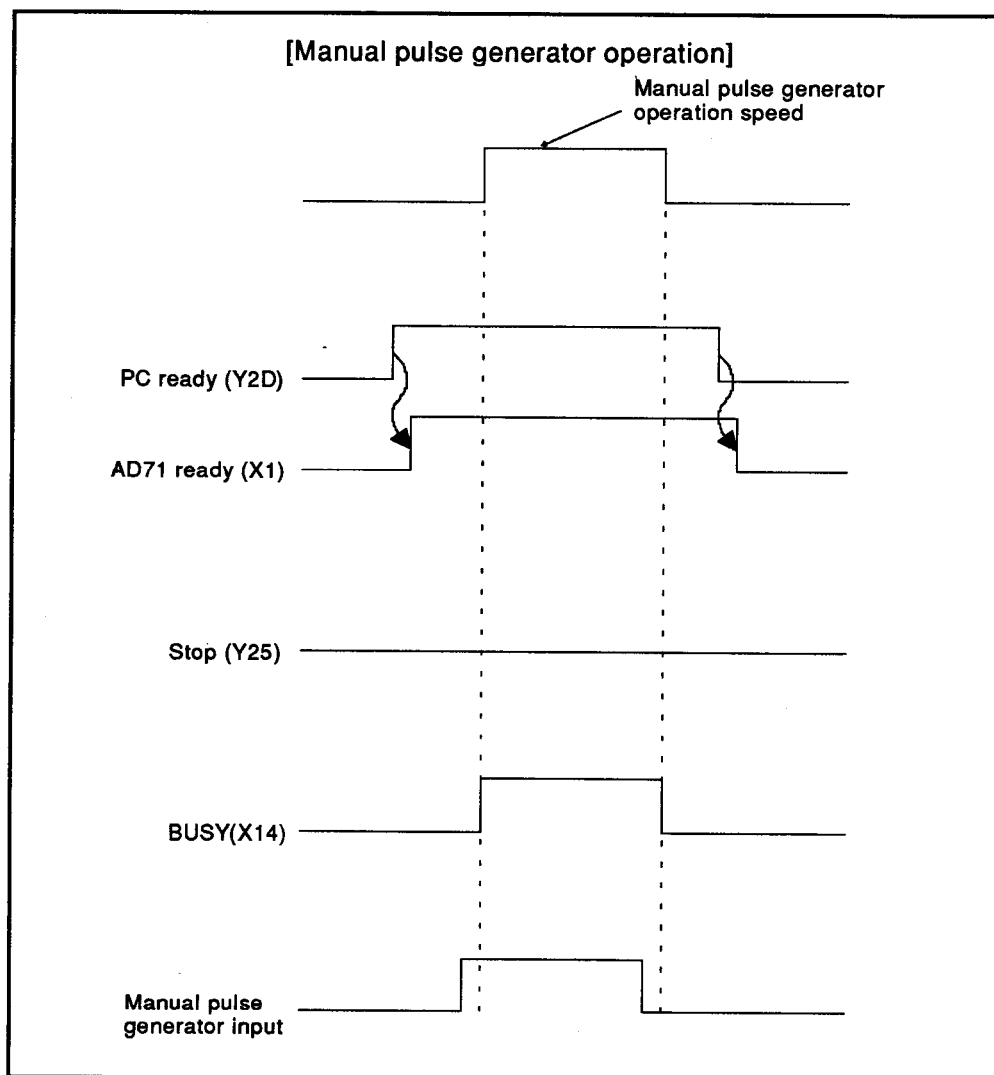 [Manual pulse generator operation]
Manual pulse generator
operation speed
PC ready (Y2D)
AD71 ready (X1)
Stop (Y25)
BUSY(X14)
Manual pulse
generator input